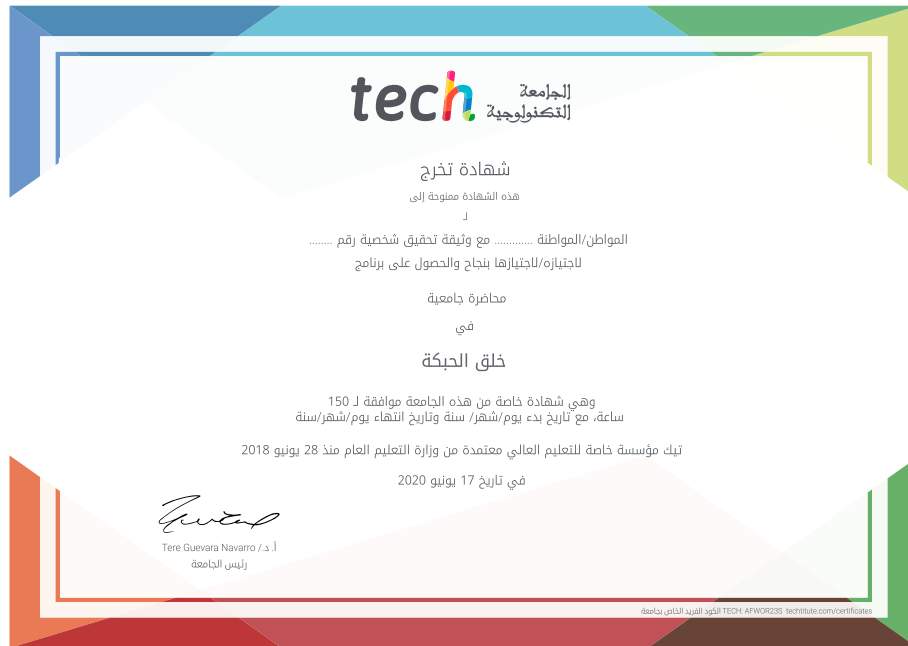 tech الجامعة
التكنولوجية
شهادة تخرج
هذه الشهادة ممنوحة إلى
لـ
المواطن/المواطنة ............. مع وثيقة تحقيق شخصية رقم ........
لاجتيازه/لاجتيازها بنجاح والحصول على برنامج
محاضرة جامعية
في
خلق الحبكة
وهي شهادة خاصة من هذه الجامعة موافقة لـ 150
ساعة، مع تاريخ بدء يوم/شهر/ سنة وتاريخ انتهاء يوم/شهر/سنة
تيك مؤسسة خاصة للتعليم العالي معتمدة من وزارة التعليم العام منذ 28 يونيو 2018
في تاريخ 17 يونيو 2020
أ. د./ Tere Guevara Navarro
رئيس الجامعة
الكود الفريد الخاص بجامعة TECH: AFWOR23S techtitute.com/certificates